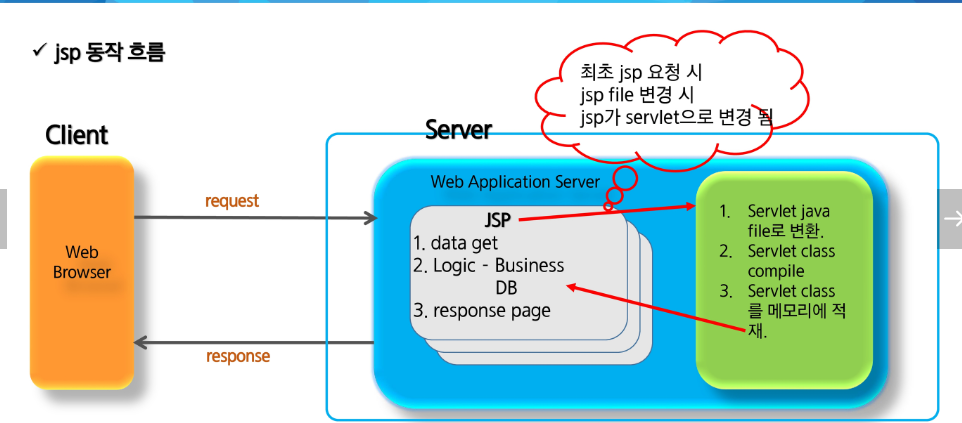 ✓ jsp 동작 흐름
최초 jsp 요청 시
jsp file 변경 시
jsp가 servlet으로 변경 됨
Client
Server
Web Application Server
request
Web
Browser
JSP
1. data get
2. Logic - Business
DB
3. response page
1. Servlet java
file로 변환.
2. Servlet class
compile
3. Servlet class
를 메모리에 적
재.
response